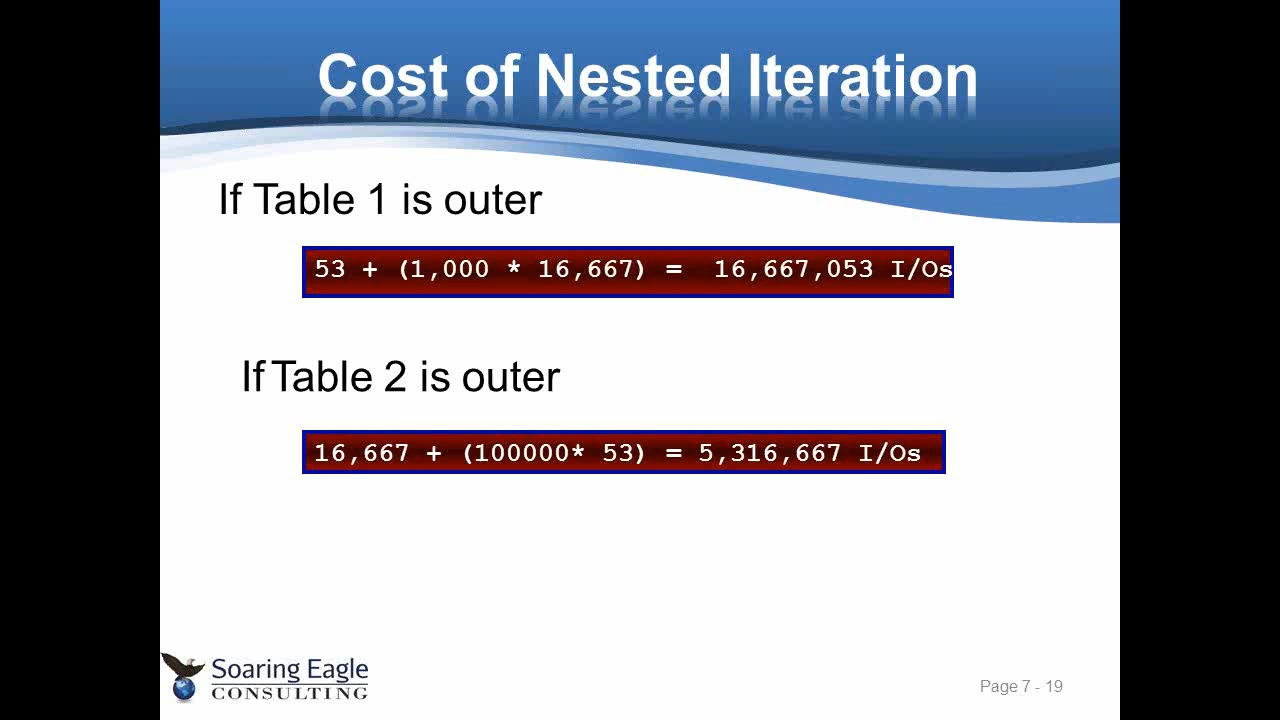 Cost of Nested Iteration
If Table 1 is outer
53 + (1,000 * 16,667) =  16,667,053 I/Os
If Table 2 is outer
16,667 + (100000* 53) = 5,316,667 I/Os
Soaring Eagle
CONSULTING
Page 7 - 19